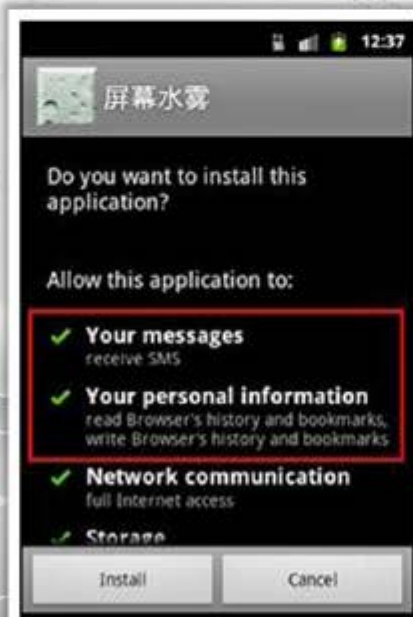 12:37
屏幕水雾
Do you want to install this
application?
Allow this application to:
Your messages
receive SMS
Your personal information
read Browser's history and bookmarks,
write Browser's history and bookmarks
Network communication
full Internet access
Storage
Install Cancel